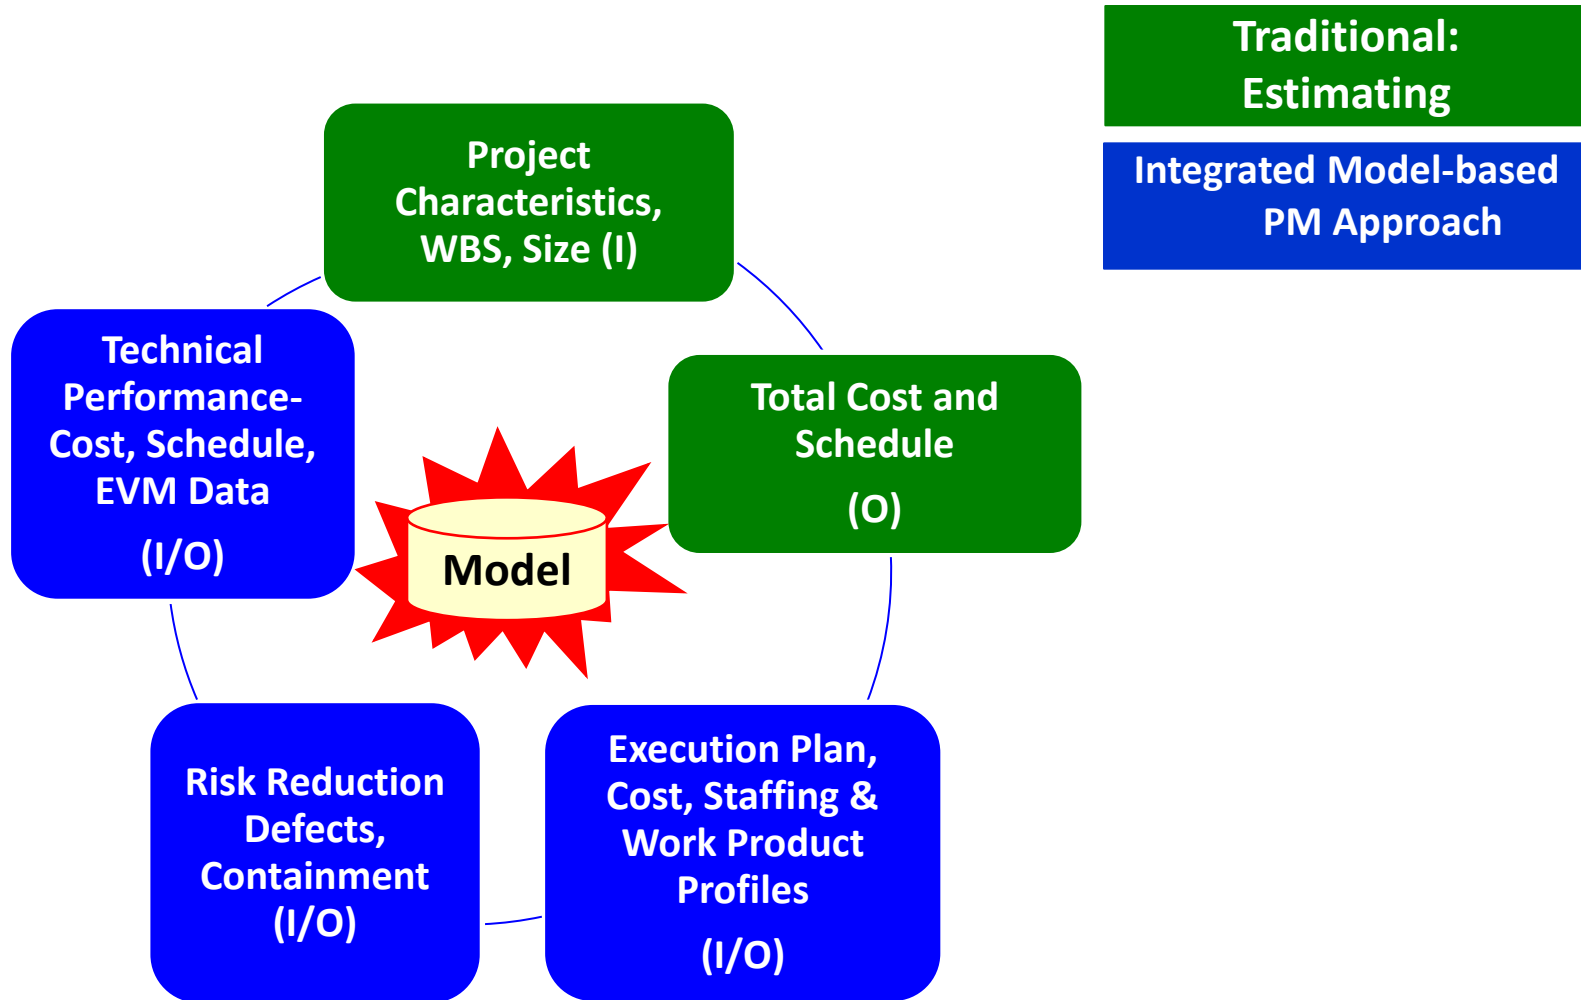 Traditional:
Estimating
Integrated Model-based
PM Approach
Project
Characteristics,
WBS, Size (I)
Total Cost and
Schedule
(O)
Execution Plan,
Cost, Staffing &
Work Product
Profiles
(I/O)
Risk Reduction
Defects,
Containment
(I/O)
Technical
Performance-
Cost, Schedule,
EVM Data
(I/O)
Model